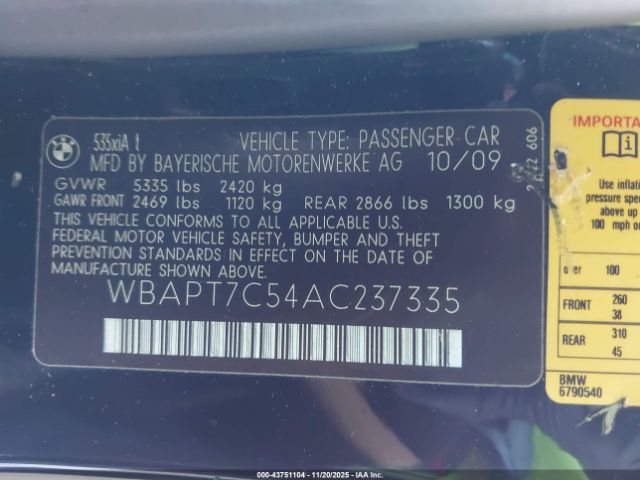 BMW
535xiA t
VEHICLE TYPE: PASSENGER CAR
MFD BY BAYERISCHE MOTORENWERKE AG 10/09
GVWR 5335 lbs 2420 kg
GAWR FRONT 2469 lbs 1120 kg REAR 2866 lbs 1300 kg
THIS VEHICLE CONFORMS TO ALL APPLICABLE U.S.
FEDERAL MOTOR VEHICLE SAFETY, BUMPER AND THEFT
PREVENTION STANDARDS IN EFFECT ON THE DATE OF
MANUFACTURE SHOWN ABOVE.
WBAPT7C54AC237335
606
IMPORTA
Use inflat
pressure spe
above up
100 mph o
over 100
FRONT 260
38
REAR 310
45
BMW
6790540
000-43751104 - 11/20/2025 - IAA, Inc.